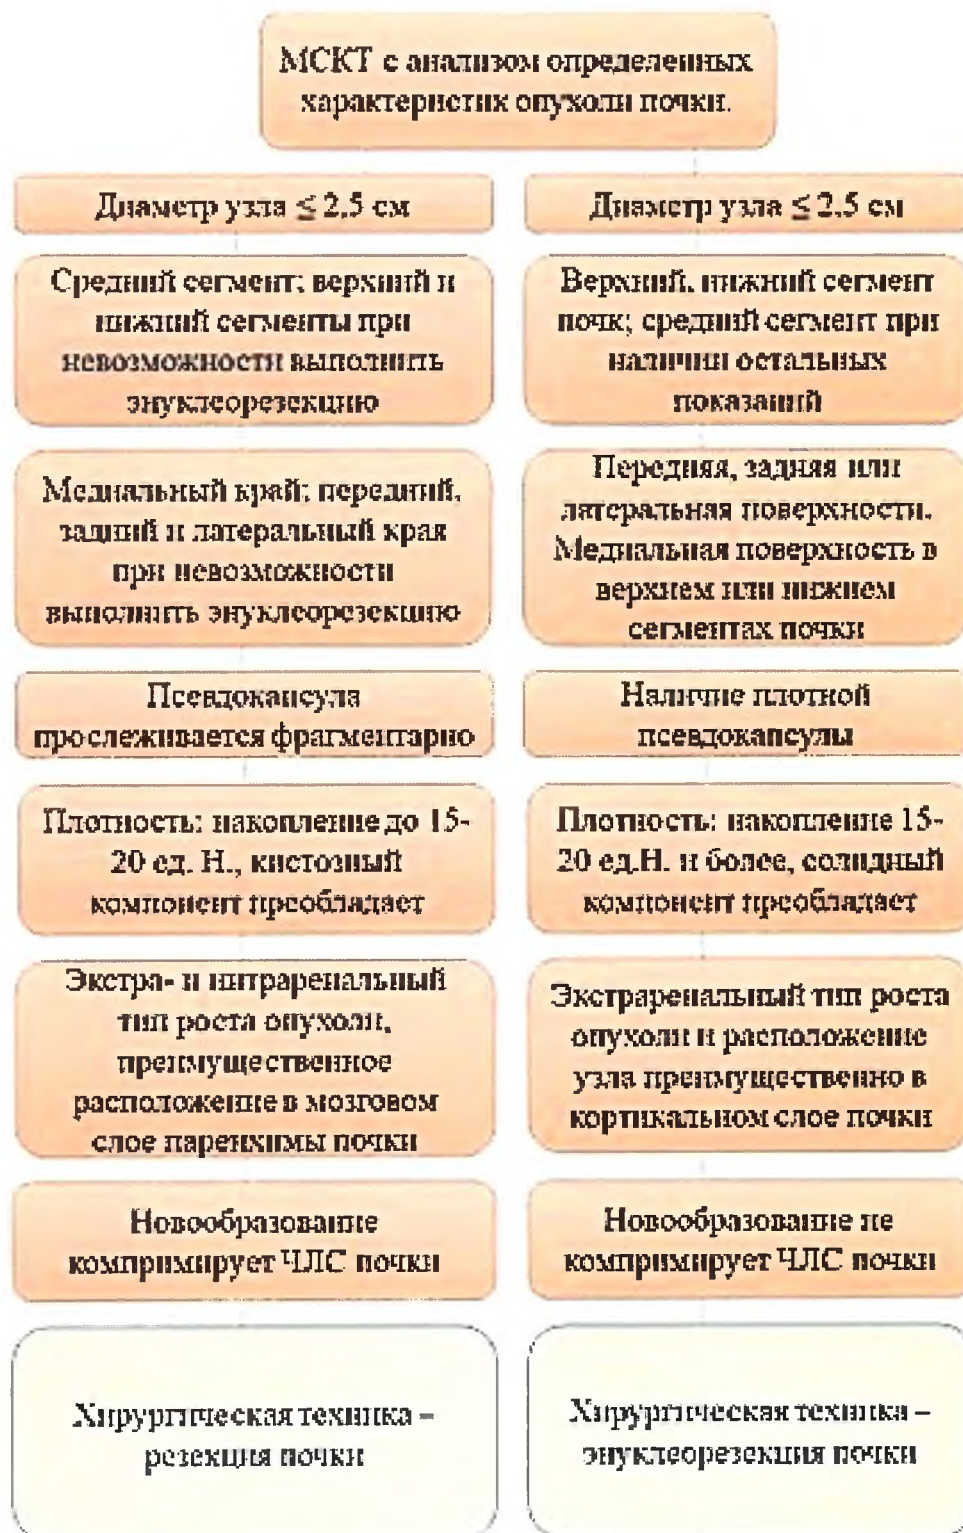 МСКТ с анализом определенных
характеристик опухоли почки.
Диаметр узла ≤ 2,5 см
Средний сегмент; верхний и
нижний сегменты при
невозможности выполнить
энуклеорезекцию
Медиальный край; передний,
задний и латеральный края
при невозможности
выполнить энуклеорезекцию
Псевдокапсула
прослеживается фрагментарно
Плотность: накопление до 15-
20 ед. Н., кистозный
компонент преобладает
Экстра- и интраренальный
тип роста опухоли,
преимущественное
расположение в мозговом
слое паренхимы почки
Новообразование
компримирует ЧЛС почки
Хирургическая техника –
резекция почки
Диаметр узла ≤ 2,5 см
Верхний, нижний сегмент
почк; средний сегмент при
наличии остальных
показаний
Передняя, задняя или
латеральная поверхности.
Медиальная поверхность в
верхнем или нижнем
сегментах почки
Наличие плотной
псевдокапсулы
Плотность: накопление 15-
20 ед.Н. и более, солидный
компонент преобладает
Экстраренальный тип роста
опухоли и расположение
узла преимущественно в
кортикальном слое почки
Новообразование не
компримирует ЧЛС почки
Хирургическая техника –
энуклеорезекция почки